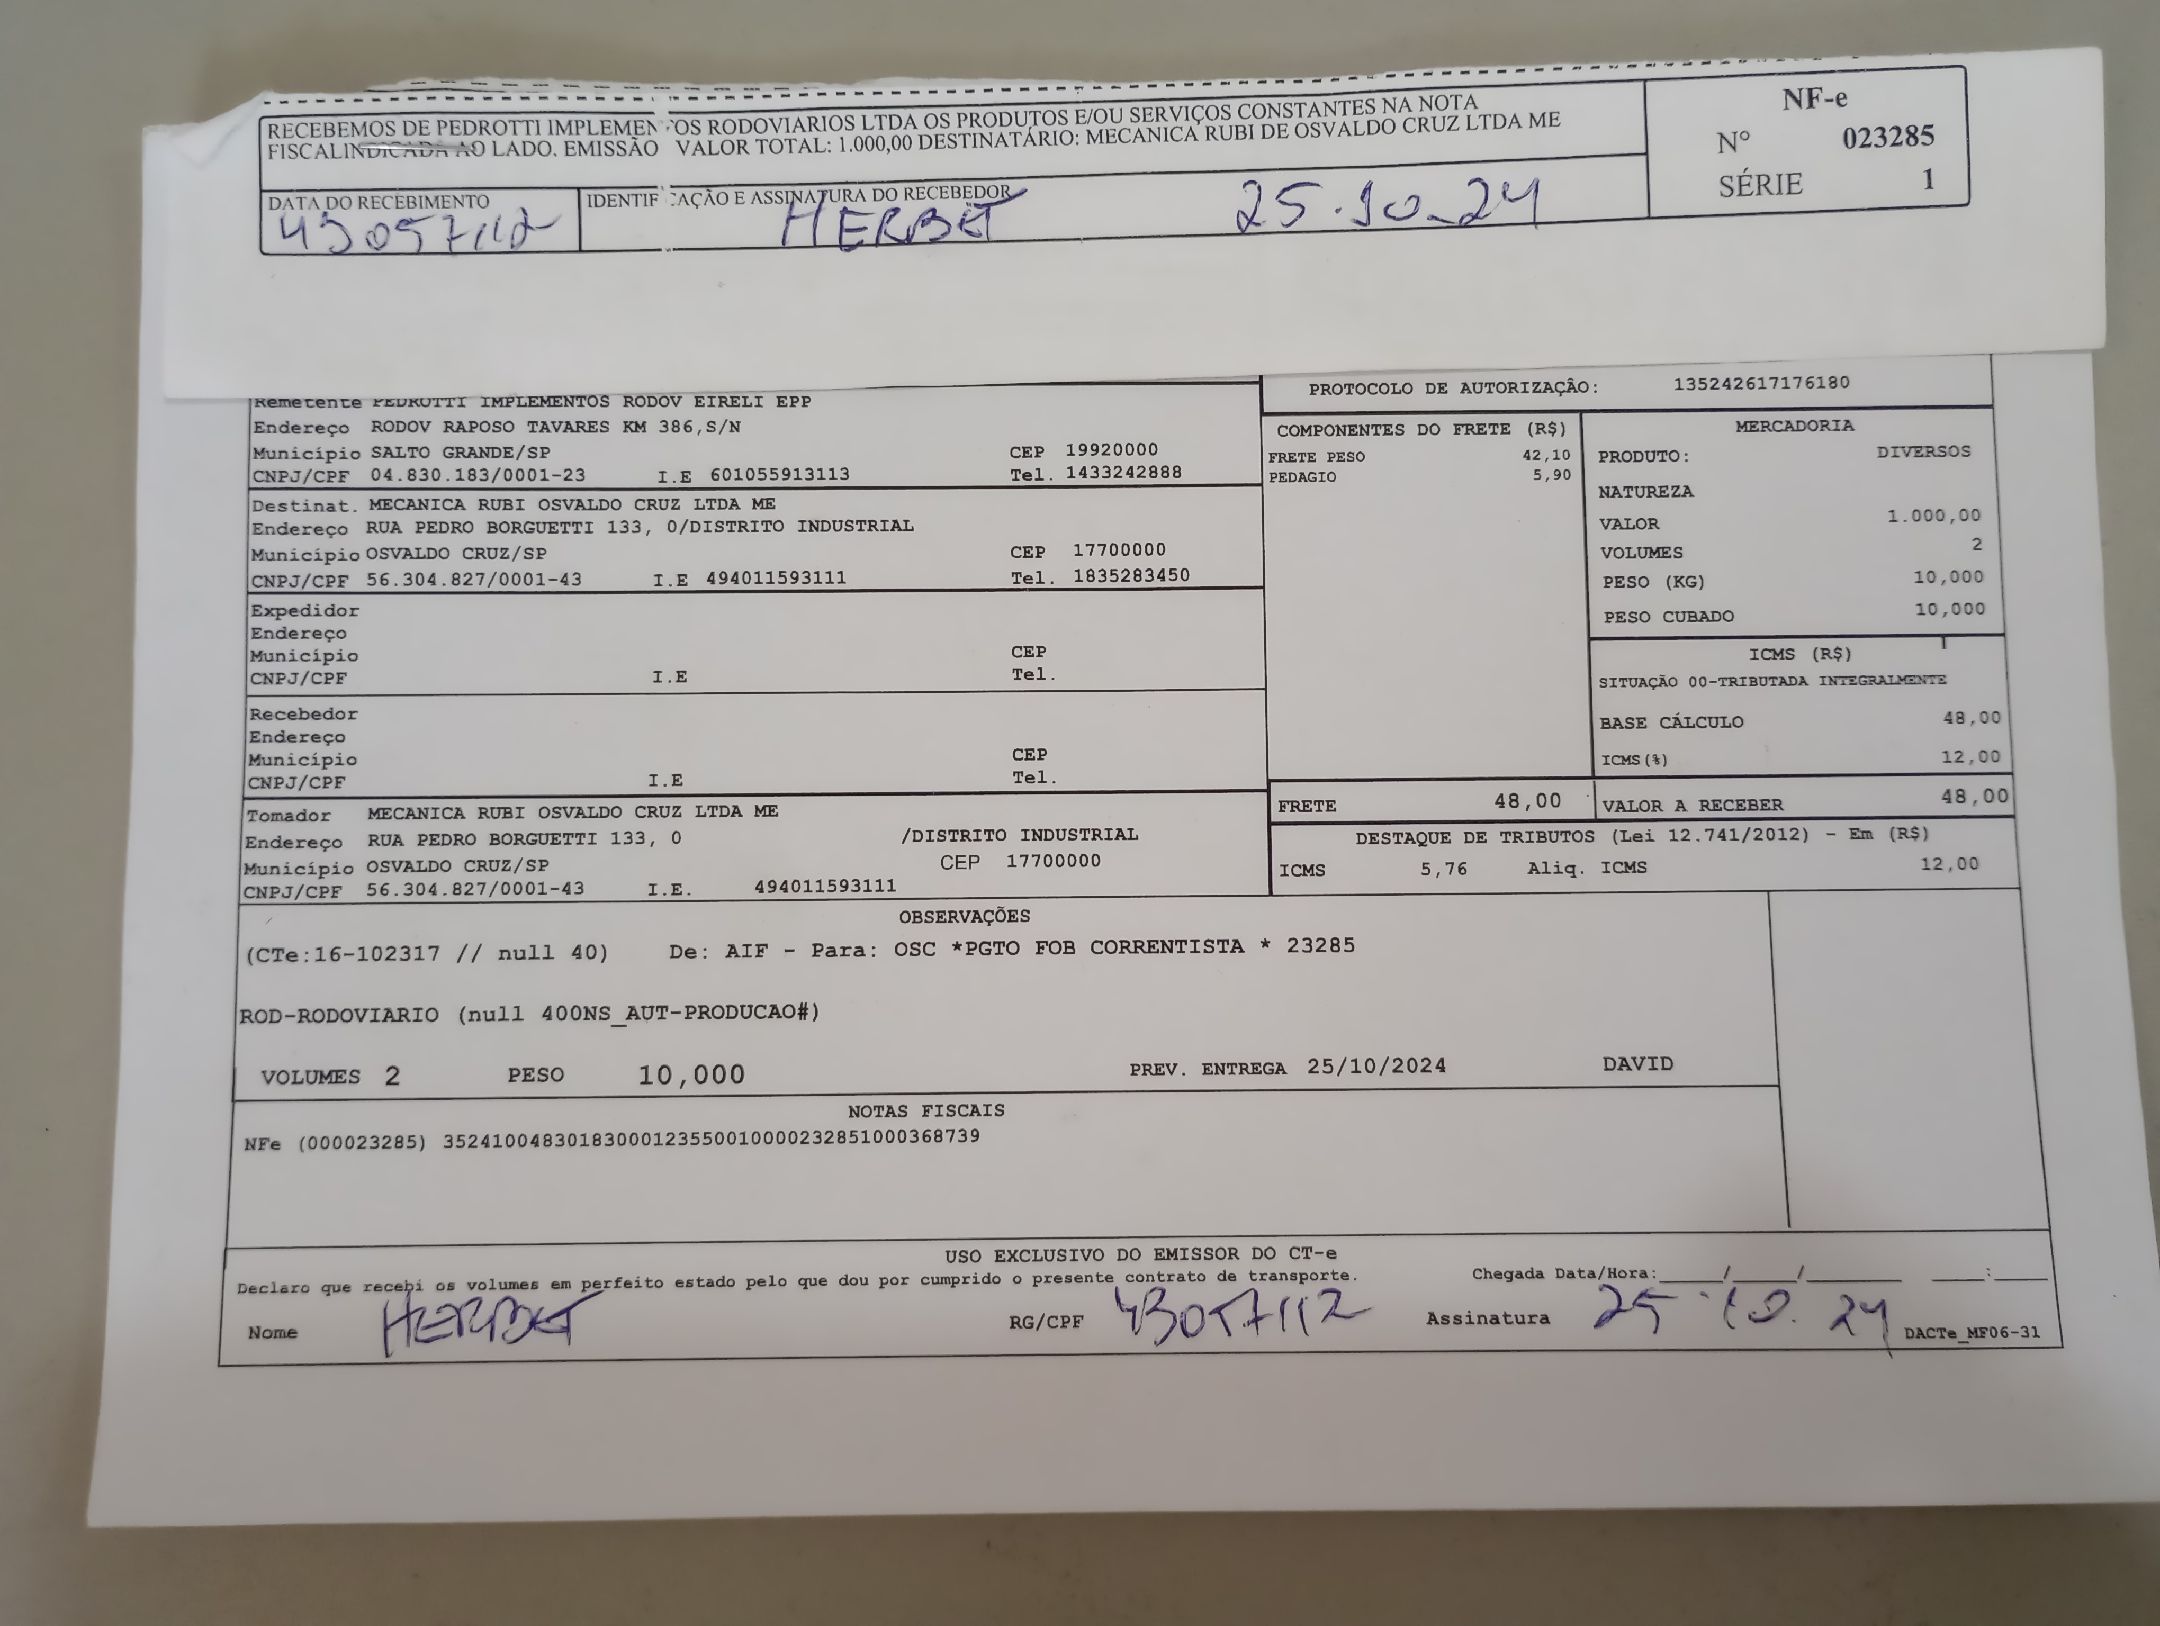 RECEBEMOS DE PEDROTTI IMPLEMEN OS RODOVIARIOS LTDA OS PRODUTOS E/OU SERVIÇOS CONSTANTES NA NOTA
FISCALINDICADA AO LADO. EMISSÃO VALOR TOTAL: 1.000,00 DESTINATÁRIO: MECANICA RUBI DE OSVALDO CRUZ LTDA ME
NF-e
Nº 023285
SÉRIE 1
DATA DO RECEBIMENTO
43057112
IDENTIF CAÇÃO E ASSINATURA DO RECEBEDOR
HERBET 25.10.24
PROTOCOLO DE AUTORIZAÇÃO: 135242617176180
Remetente PEDROTTI IMPLEMENTOS RODOV EIRELI EPP
Endereço RODOV RAPOSO TAVARES KM 386,S/N
Município SALTO GRANDE/SP CEP 19920000
CNPJ/CPF 04.830.183/0001-23 I.E 601055913113 Tel. 1433242888
Destinat. MECANICA RUBI OSVALDO CRUZ LTDA ME
Endereço RUA PEDRO BORGUETTI 133, 0/DISTRITO INDUSTRIAL
Município OSVALDO CRUZ/SP CEP 17700000
CNPJ/CPF 56.304.827/0001-43 I.E 494011593111 Tel. 1835283450
Expedidor
Endereço
Município CEP
CNPJ/CPF I.E Tel.
Recebedor
Endereço
Município CEP
CNPJ/CPF I.E Tel.
Tomador MECANICA RUBI OSVALDO CRUZ LTDA ME
Endereço RUA PEDRO BORGUETTI 133, 0 /DISTRITO INDUSTRIAL
Município OSVALDO CRUZ/SP CEP 17700000
CNPJ/CPF 56.304.827/0001-43 I.E. 494011593111
COMPONENTES DO FRETE (R$)
FRETE PESO 42,10
PEDAGIO 5,90
MERCADORIA
PRODUTO: DIVERSOS
NATUREZA
VALOR 1.000,00
VOLUMES 2
PESO (KG) 10,000
PESO CUBADO 10,000
ICMS (R$)
SITUAÇÃO 00-TRIBUTADA INTEGRALMENTE
BASE CÁLCULO 48,00
ICMS(%) 12,00
FRETE 48,00 VALOR A RECEBER 48,00
DESTAQUE DE TRIBUTOS (Lei 12.741/2012) - Em (R$)
ICMS 5,76 Aliq. ICMS 12,00
OBSERVAÇÕES
(CTe:16-102317 // null 40) De: AIF - Para: OSC *PGTO FOB CORRENTISTA * 23285
ROD-RODOVIARIO (null 400NS_AUT-PRODUCAO#)
VOLUMES 2 PESO 10,000 PREV. ENTREGA 25/10/2024 DAVID
NOTAS FISCAIS
NFe (000023285) 35241004830183000123550010000232851000368739
USO EXCLUSIVO DO EMISSOR DO CT-e
Declaro que recebi os volumes em perfeito estado pelo que dou por cumprido o presente contrato de transporte. Chegada Data/Hora:____/____/______ ____:____
Nome HERBET RG/CPF 43057112 Assinatura 25.10.24 DACTe_MF06-31